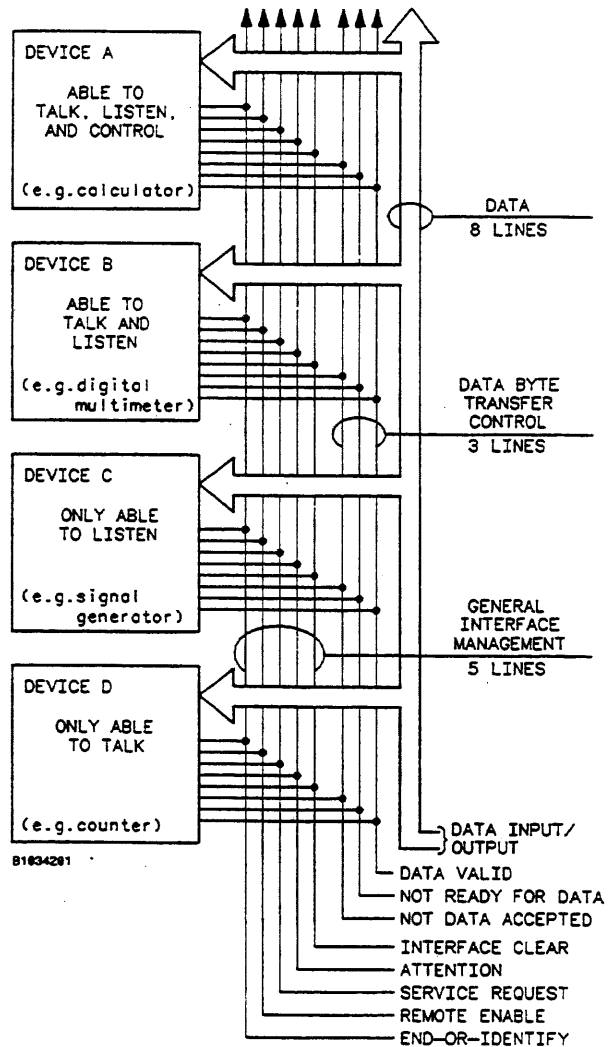 DEVICE A
ABLE TO
TALK, LISTEN,
AND CONTROL
(e.g.calculator)
DATA
8 LINES
DEVICE B
ABLE TO
TALK AND
LISTEN
(e.g.digital
multimeter)
DATA BYTE
TRANSFER
CONTROL
3 LINES
DEVICE C
ONLY ABLE
TO LISTEN
(e.g.signal
generator)
GENERAL
INTERFACE
MANAGEMENT
5 LINES
DEVICE D
ONLY ABLE
TO TALK
(e.g.counter)
B1034201
DATA INPUT/
OUTPUT
DATA VALID
NOT READY FOR DATA
NOT DATA ACCEPTED
INTERFACE CLEAR
ATTENTION
SERVICE REQUEST
REMOTE ENABLE
END-OR-IDENTIFY